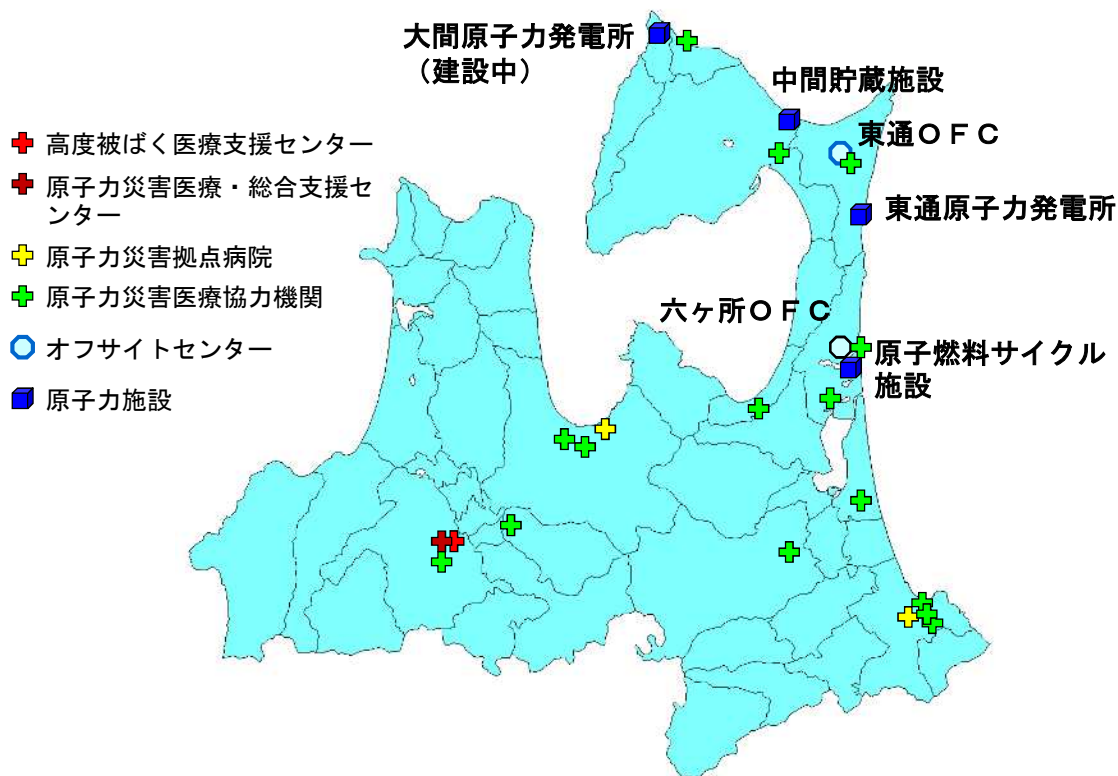 大間原子力発電所
（建設中）
中間貯蔵施設
東通ＯＦＣ
東通原子力発電所
六ヶ所ＯＦＣ
原子燃料サイクル
施設
高度被ばく医療支援センター
原子力災害医療・総合支援セ
ンター
原子力災害拠点病院
原子力災害医療協力機関
オフサイトセンター
原子力施設